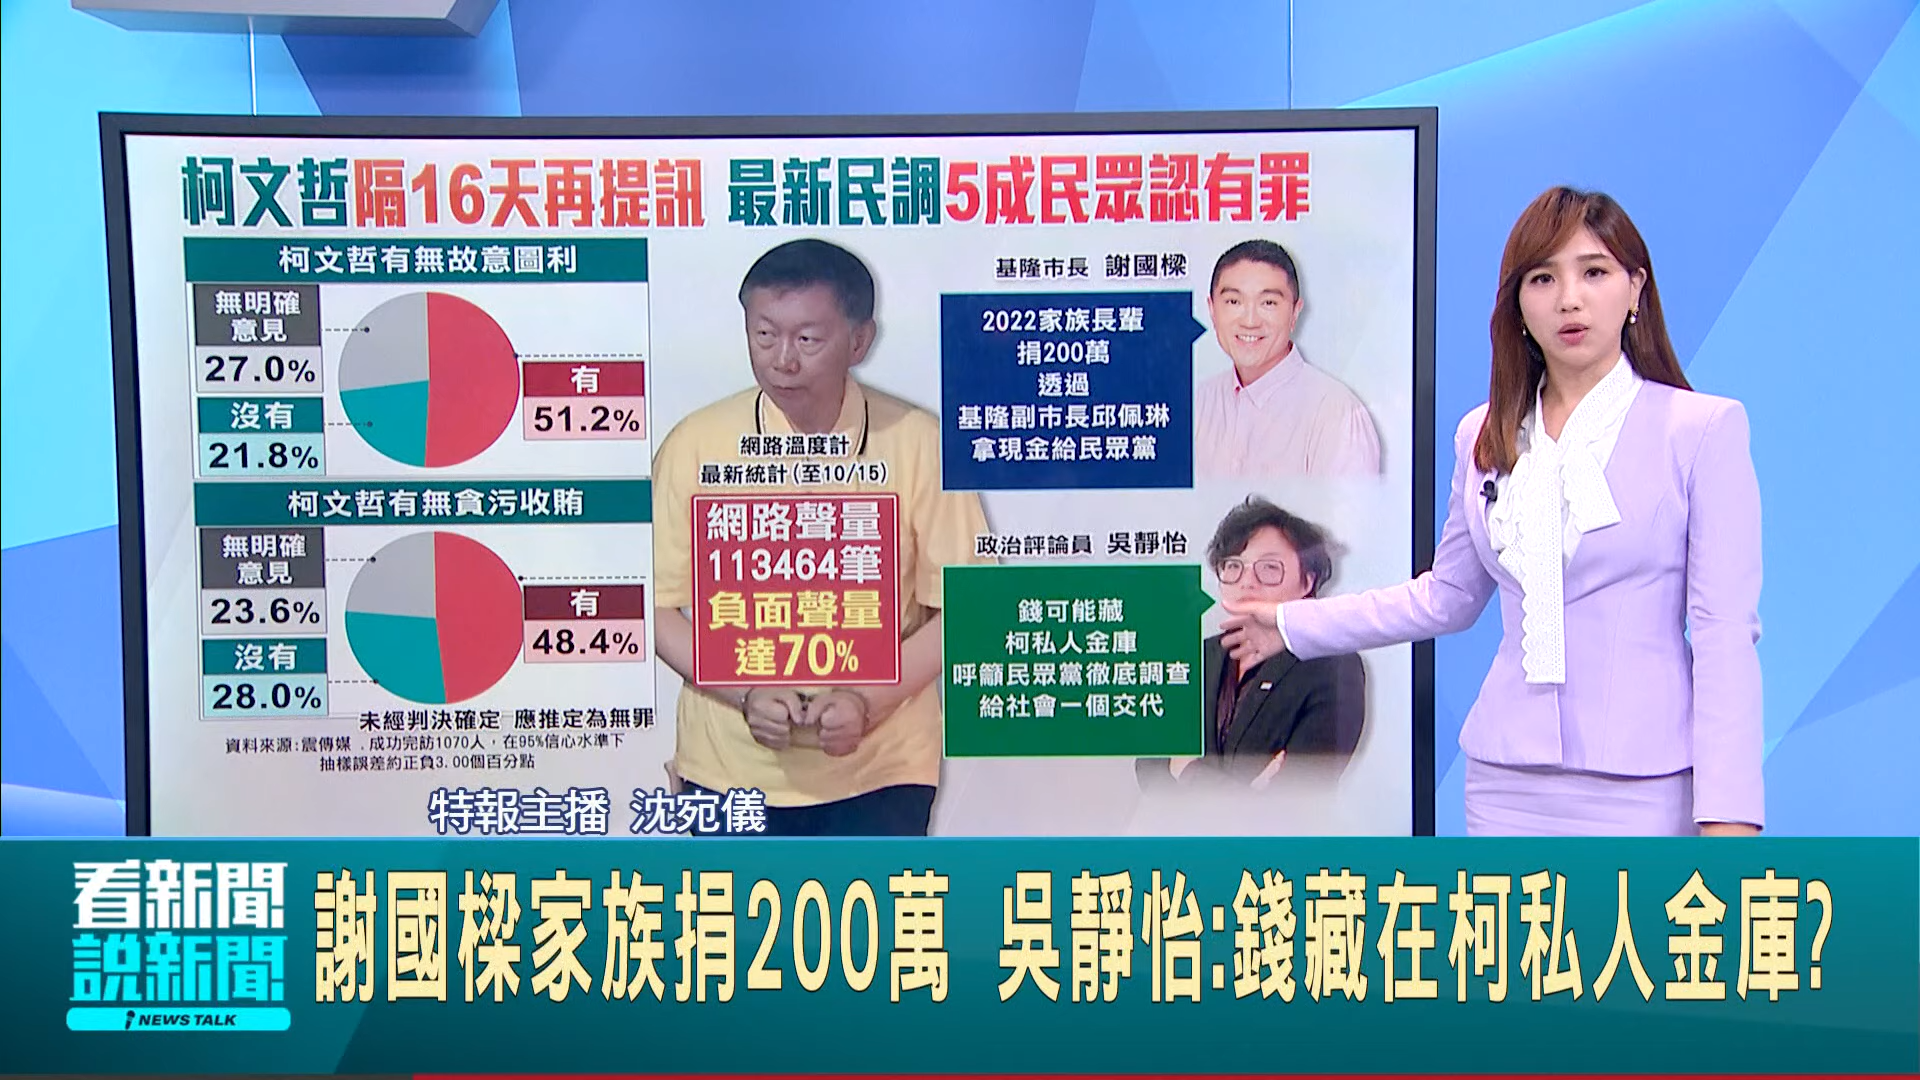 柯文哲隔16天再提訊 最新民調5成民眾認有罪
柯文哲有無故意圖利
無明確
意見
27.0%
沒有
21.8%
有
51.2%
柯文哲有無貪污收賄
無明確
意見
23.6%
沒有
28.0%
有
48.4%
未經判決確定 應推定為無罪
資料來源:震傳媒 .成功完訪1070人，在95%信心水準下
抽樣誤差約正負3.00個百分點
網路溫度計
最新統計(至10/15)
網路聲量
113464筆
負面聲量
達70%
基隆市長 謝國樑
2022家族長輩
捐200萬
透過
基隆副市長邱佩琳
拿現金給民眾黨
政治評論員 吳靜怡
錢可能藏
柯私人金庫
呼籲民眾黨徹底調查
給社會一個交代
特報主播 沈宛儀
看新聞
說新聞
NEWS TALK
謝國樑家族捐200萬 吳靜怡:錢藏在柯私人金庫?